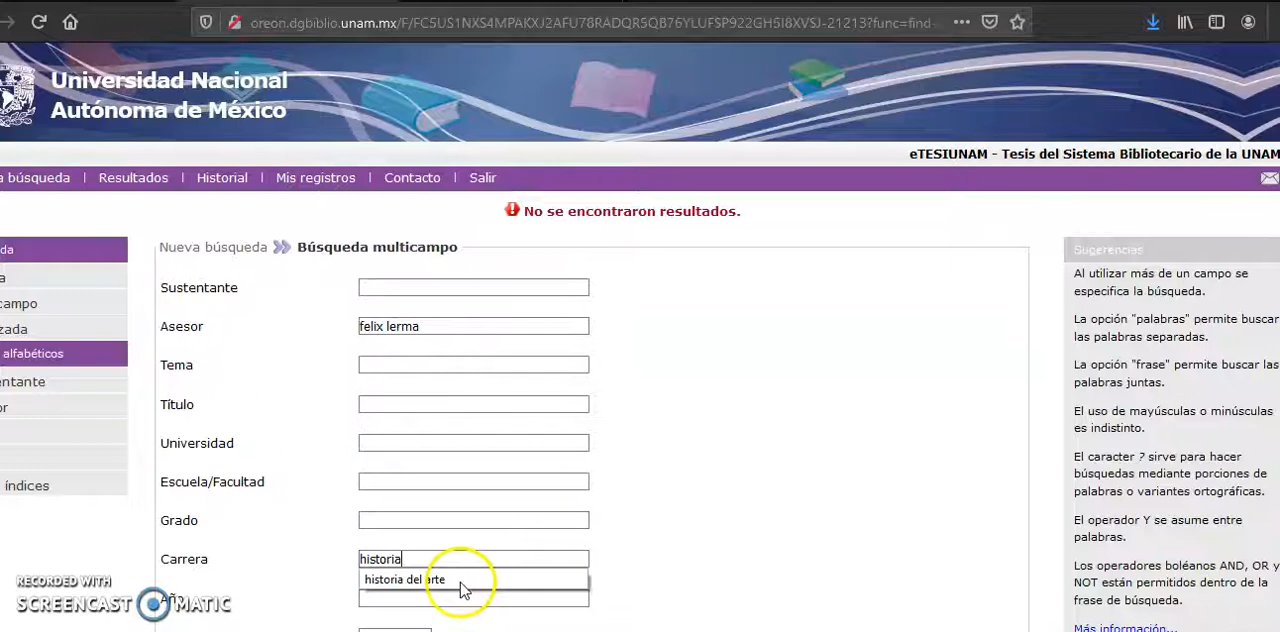 oreon.dgbiblio.unam.mx/F/FC5US1NXS4MPAKXJ2AFU78RADQR5QB76YLUFSP922GH5I8XVSJ-21213?func=find-
Universidad Nacional
Autónoma de México
eTESIUNAM - Tesis del Sistema Bibliotecario de la UNAM
a búsqueda | Resultados | Historial | Mis registros | Contacto | Salir
No se encontraron resultados.
da
a
campo
zada
alfabéticos
entante
or
índices
Nueva búsqueda Búsqueda multicampo
Sustentante
Asesor felix lerma
Tema
Título
Universidad
Escuela/Facultad
Grado
Carrera historia
historia del arte
Sugerencias
Al utilizar más de un campo se
especifica la búsqueda.
La opción "palabras" permite buscar
las palabras separadas.
La opción "frase" permite buscar las
palabras juntas.
El uso de mayúsculas o minúsculas
es indistinto.
El caracter ? sirve para hacer
búsquedas mediante porciones de
palabras o variantes ortográficas.
El operador Y se asume entre
palabras.
Los operadores boléanos AND, OR y
NOT están permitidos dentro de la
frase de búsqueda.
Más información...
RECORDED WITH
SCREENCAST MATIC